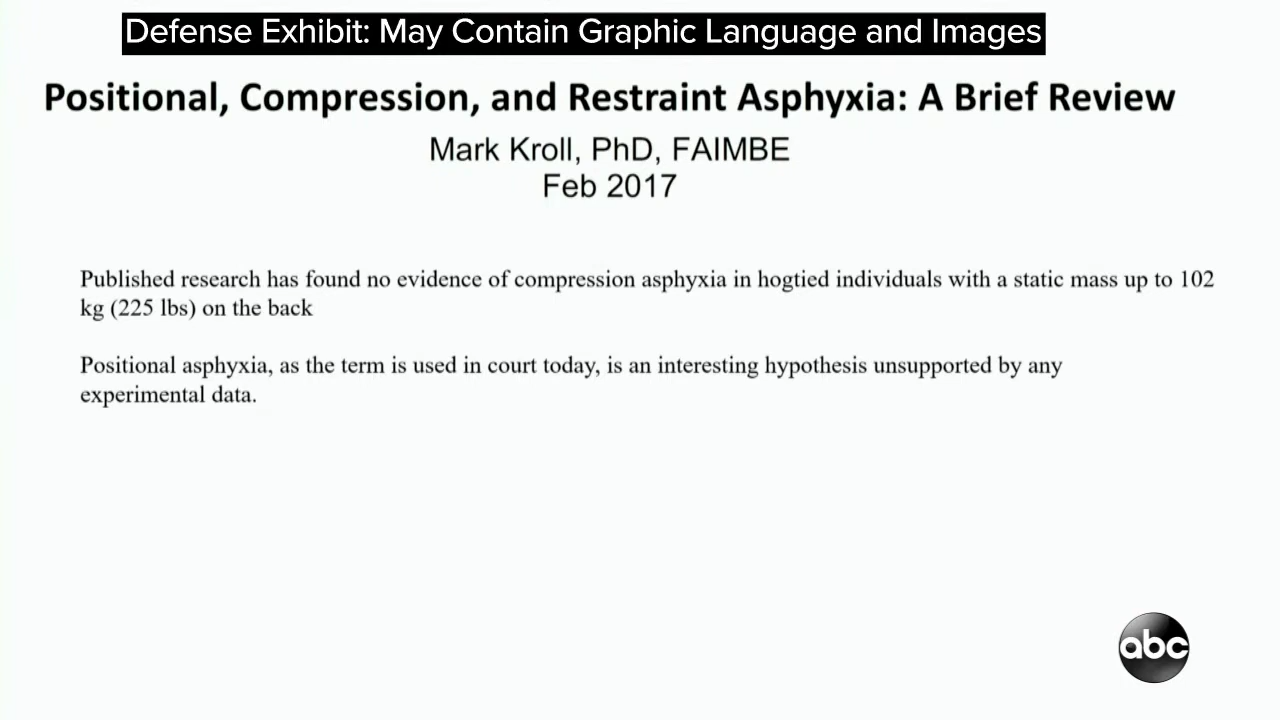 Defense Exhibit: May Contain Graphic Language and Images
Positional, Compression, and Restraint Asphyxia: A Brief Review
Mark Kroll, PhD, FAIMBE
Feb 2017
Published research has found no evidence of compression asphyxia in hogtied individuals with a static mass up to 102
kg (225 lbs) on the back
Positional asphyxia, as the term is used in court today, is an interesting hypothesis unsupported by any
experimental data.
abc